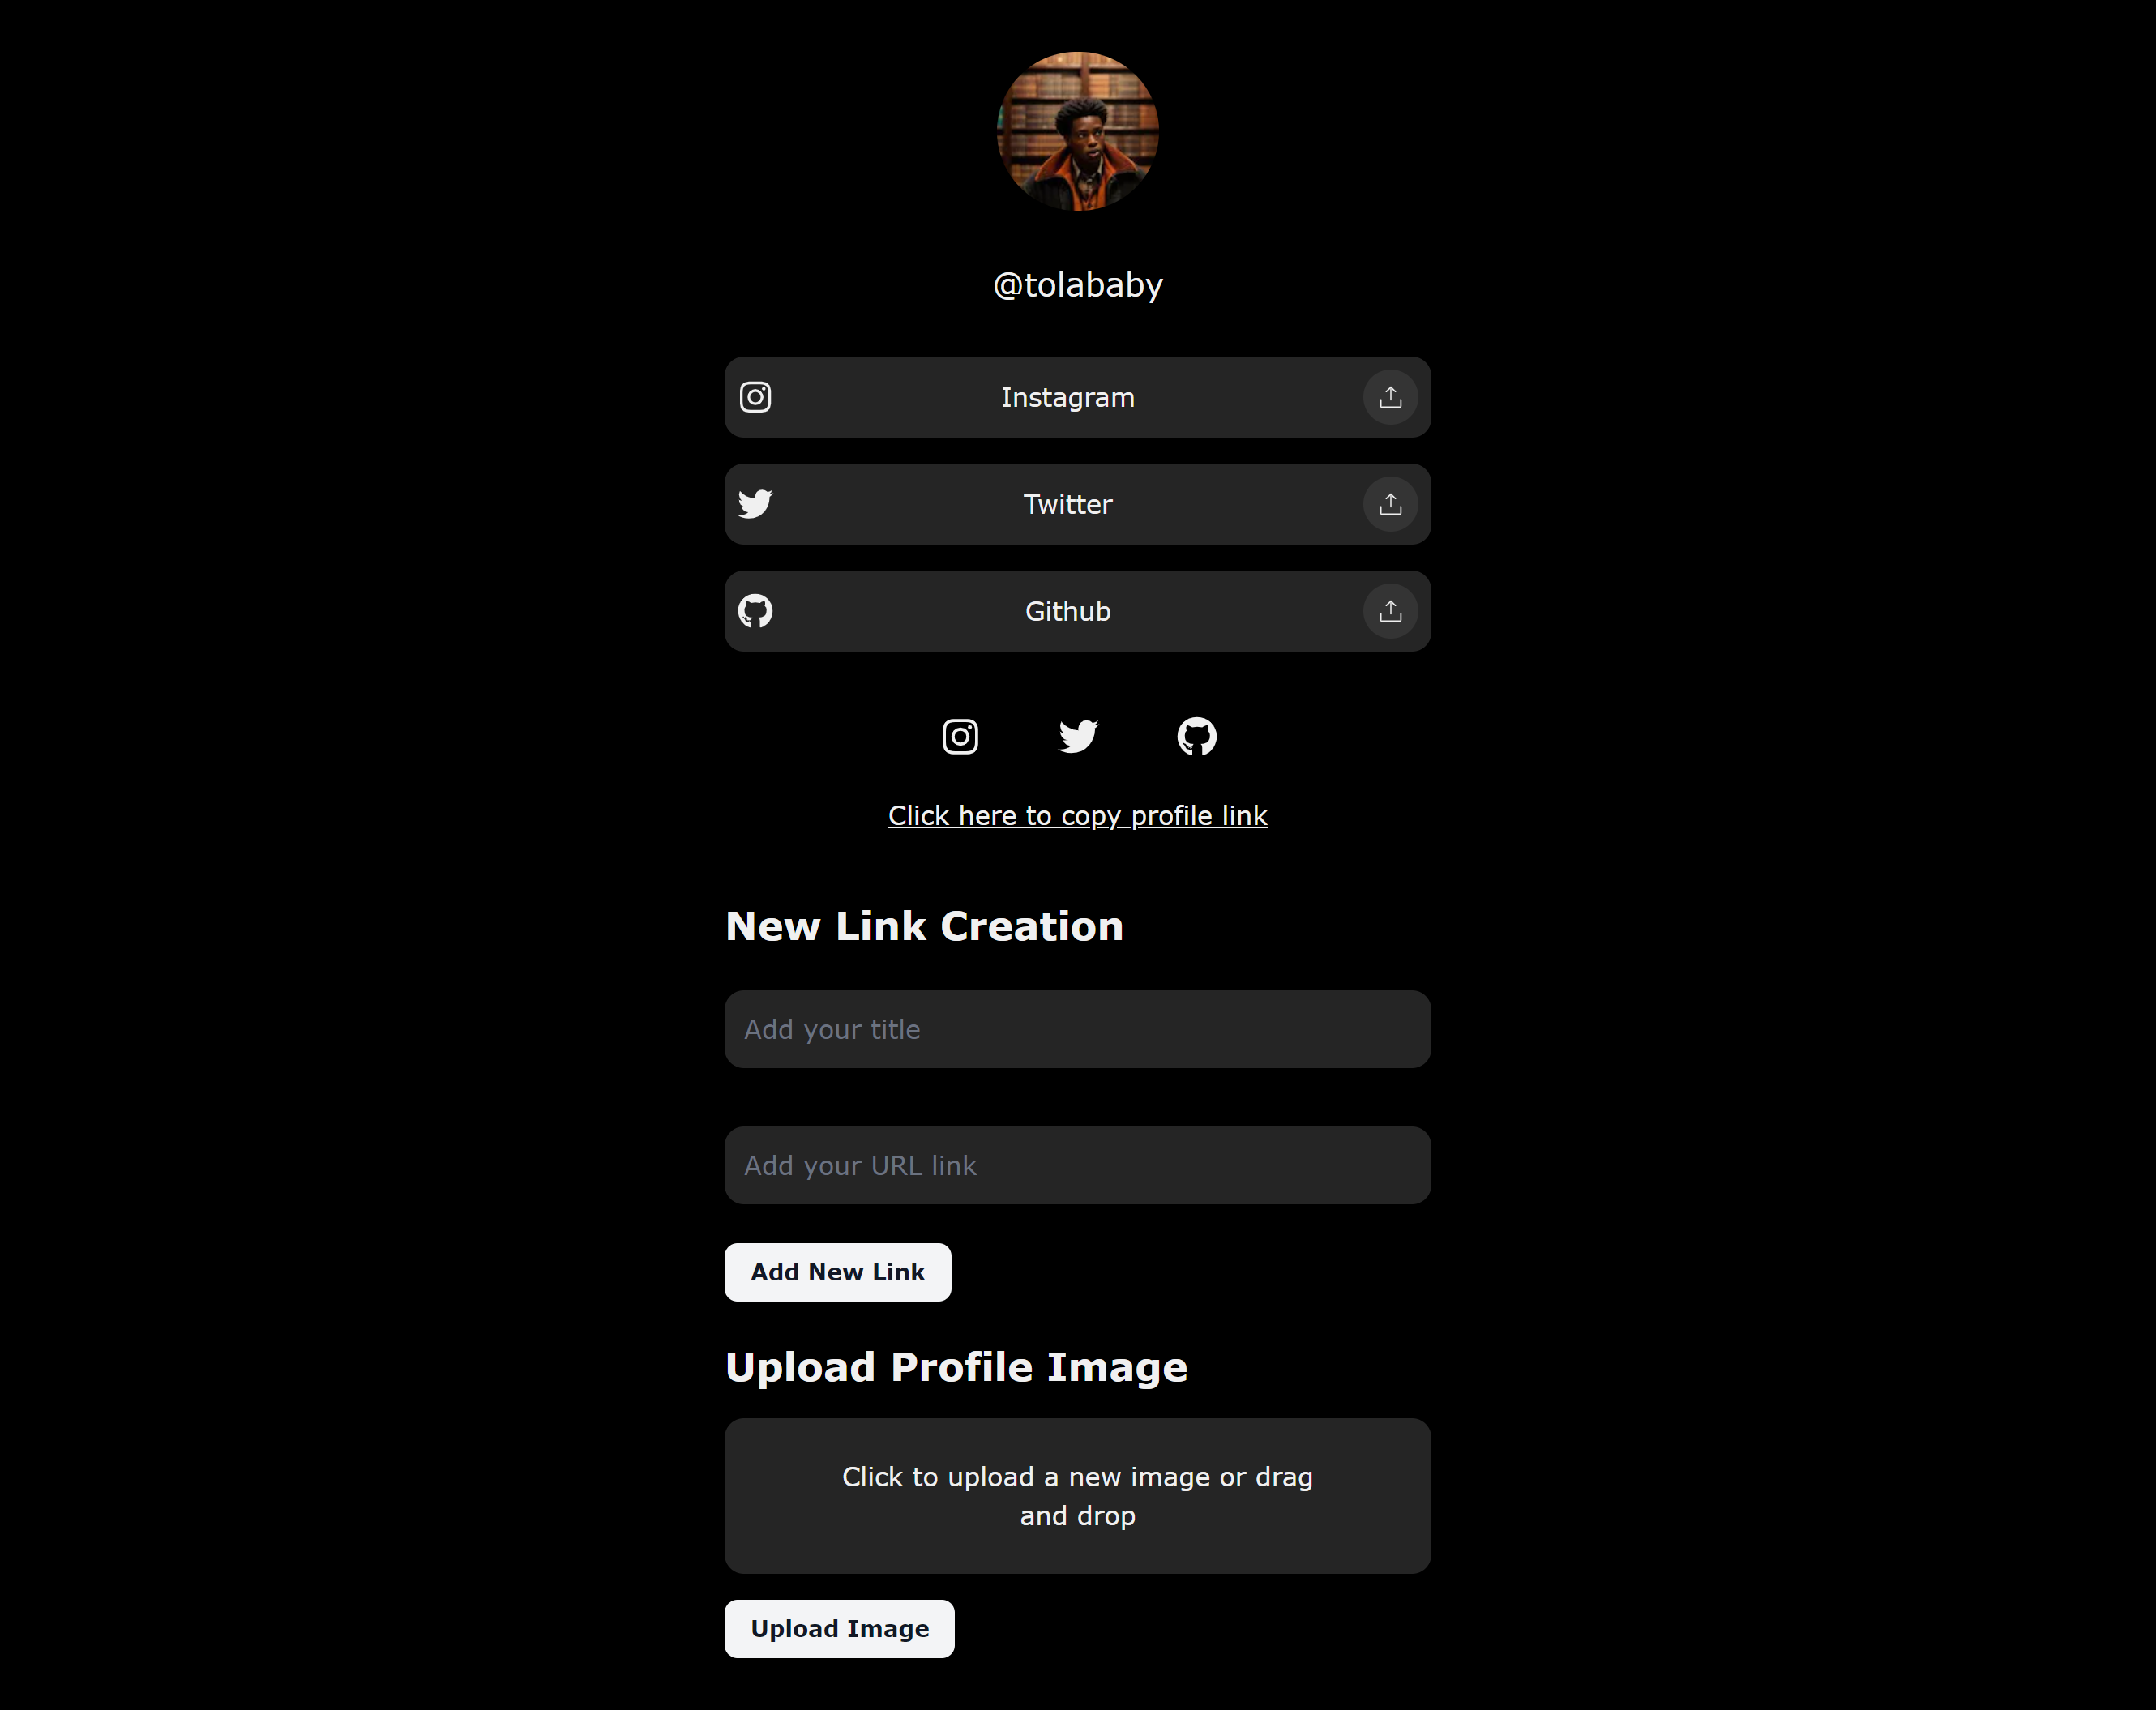 @tolababy
Instagram
Twitter
Github
Click here to copy profile link
New Link Creation
Add your title
Add your URL link
Add New Link
Upload Profile Image
Click to upload a new image or drag
and drop
Upload Image